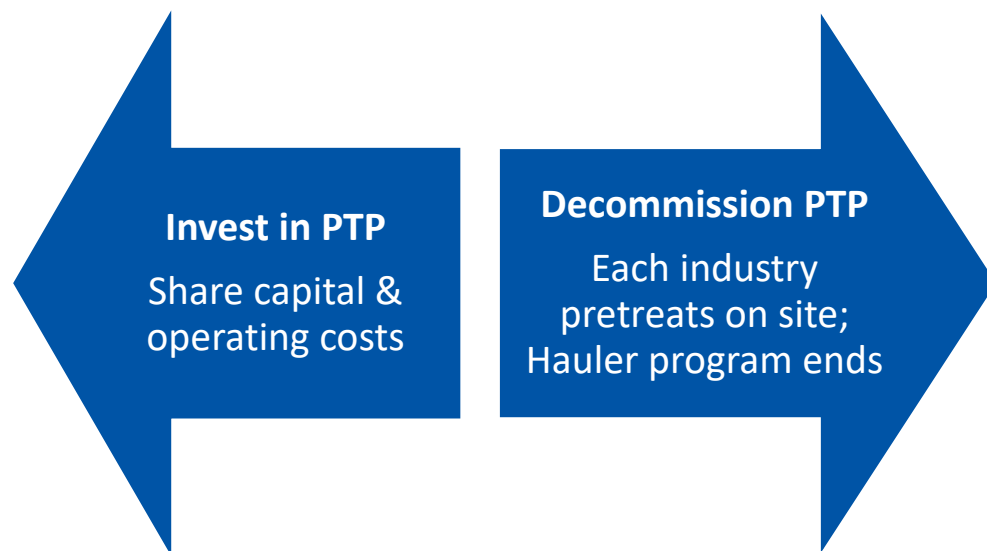 Invest in PTP
Share capital &
operating costs
Decommission PTP
Each industry
pretreats on site;
Hauler program ends